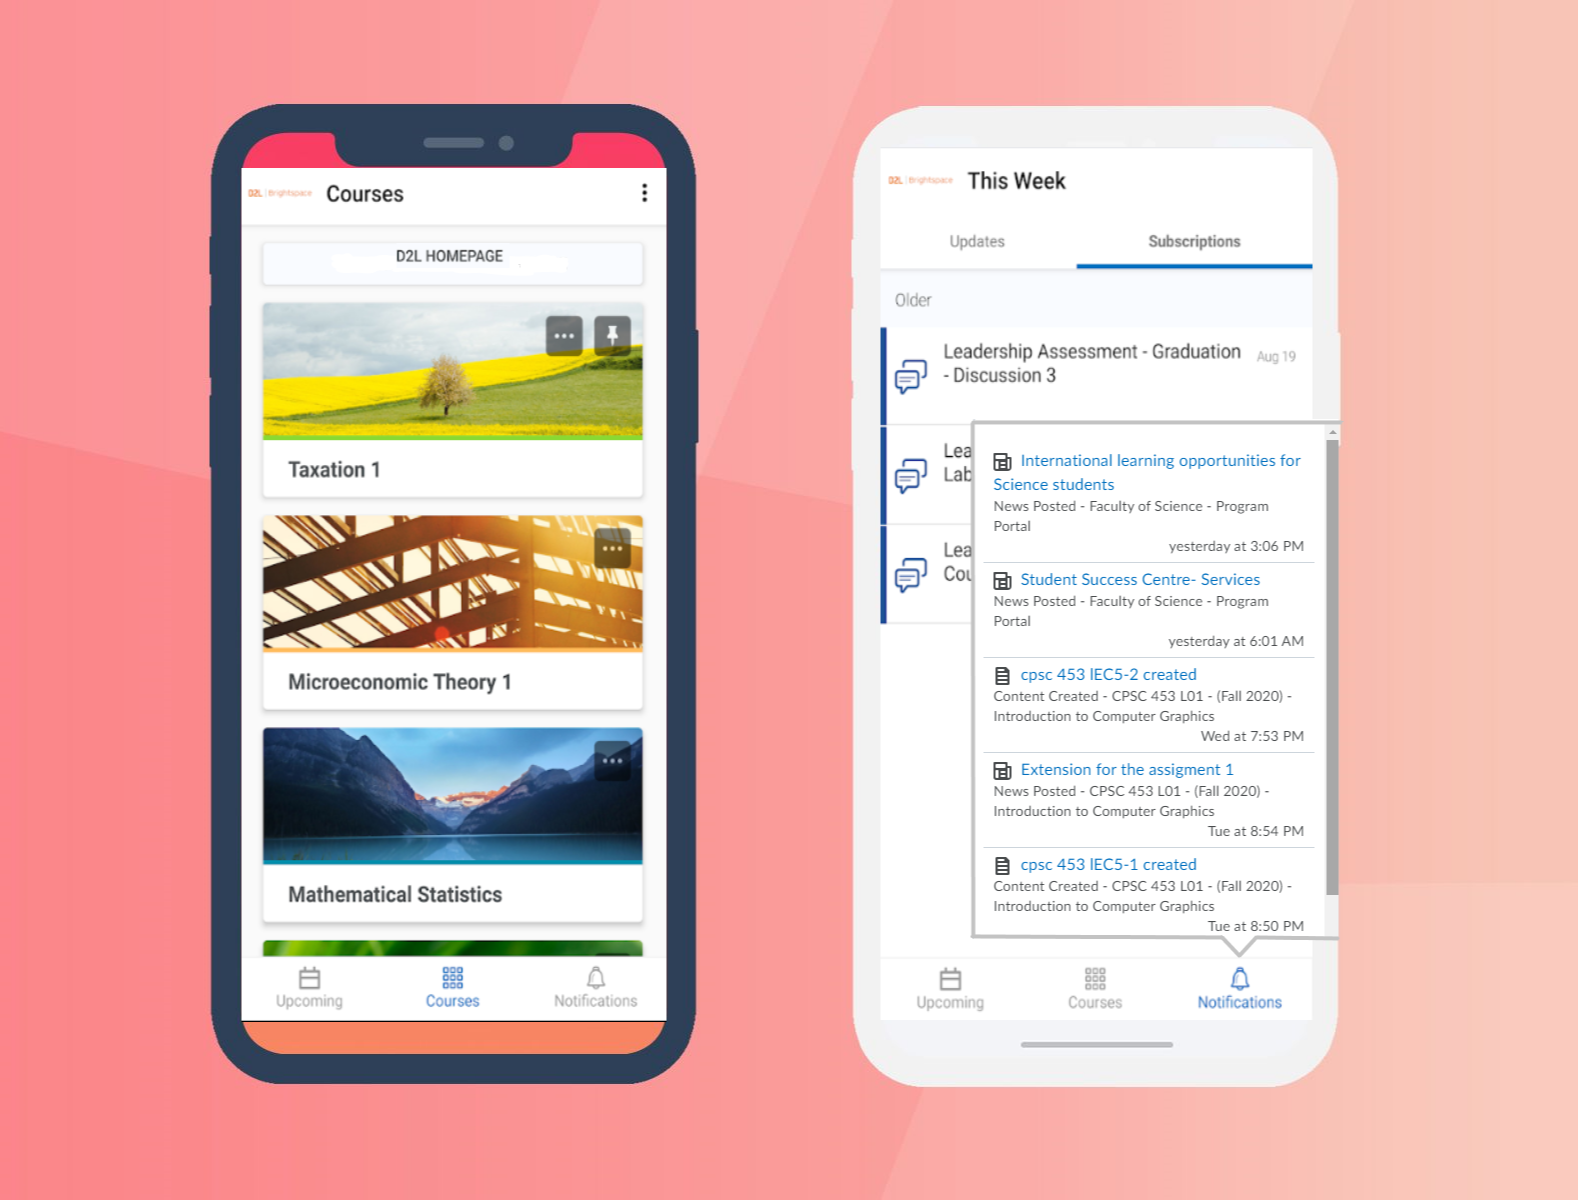 D2L | Brightspace
Courses
D2L HOMEPAGE
Taxation 1
Microeconomic Theory 1
Mathematical Statistics
Upcoming
Courses
Notifications
D2L | Brightspace
This Week
Updates
Subscriptions
Older
Leadership Assessment - Graduation
- Discussion 3
Aug 19
Lea
Lab
Lea
Cou
International learning opportunities for
Science students
News Posted - Faculty of Science - Program
Portal
yesterday at 3:06 PM
Student Success Centre- Services
News Posted - Faculty of Science - Program
Portal
yesterday at 6:01 AM
cpsc 453 lEC5-2 created
Content Created - CPSC 453 L01 - (Fall 2020) -
Introduction to Computer Graphics
Wed at 7:53 PM
Extension for the assigment 1
News Posted - CPSC 453 L01 - (Fall 2020) -
Introduction to Computer Graphics
Tue at 8:54 PM
cpsc 453 lEC5-1 created
Content Created - CPSC 453 L01 - (Fall 2020) -
Introduction to Computer Graphics
Tue at 8:50 PM
Upcoming
Courses
Notifications